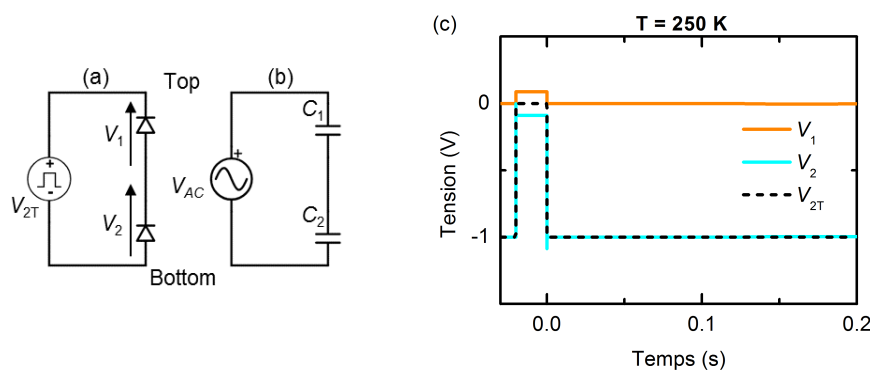 (a)
Top
(b)
(c)
T = 250 K
V1
V2
V2T
+
-
Bottom
+
VAC
C1
C2
Tension (V)
0
-1
V1
V2
V2T
0.0
0.1
0.2
Temps (s)